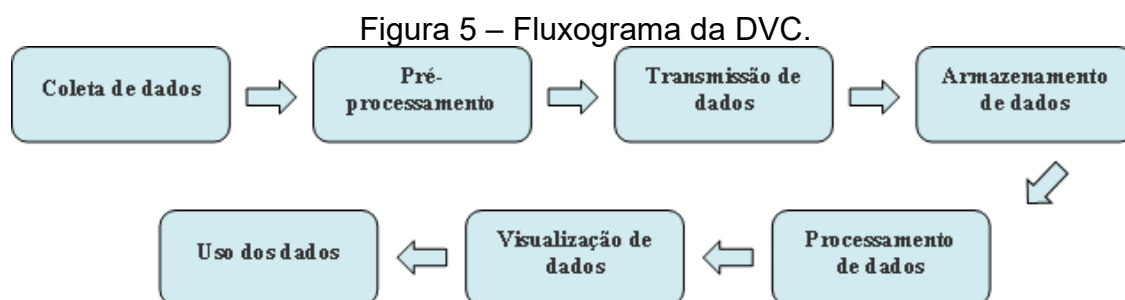 Figura 5 – Fluxograma da DVC.
Coleta de dados
Pré-
processamento
Transmissão de
dados
Armazenamento
de dados
Processamento
de dados
Visualização de
dados
Uso dos dados